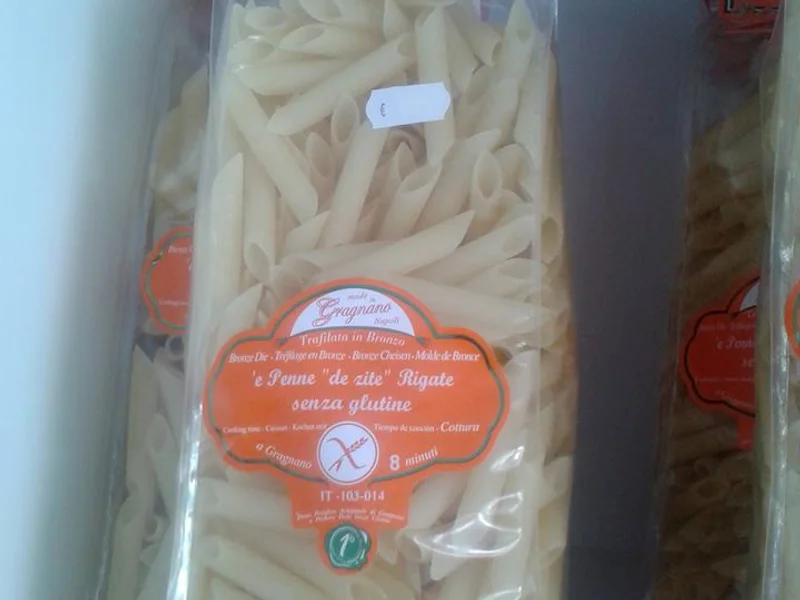 €
made in
Gragnano
Napoli
Trafilata in Bronzo
Bronze Die - Tréfilage en Bronze - Bronze Cheisen - Molde de Bronce
'e Penne "de zite" Rigate
senza glutine
Cooking time - Cuisson - Kochen zeit Tiempo de cocción - Cottura
a Gragnano 8 minuti
IT -103-014
1°